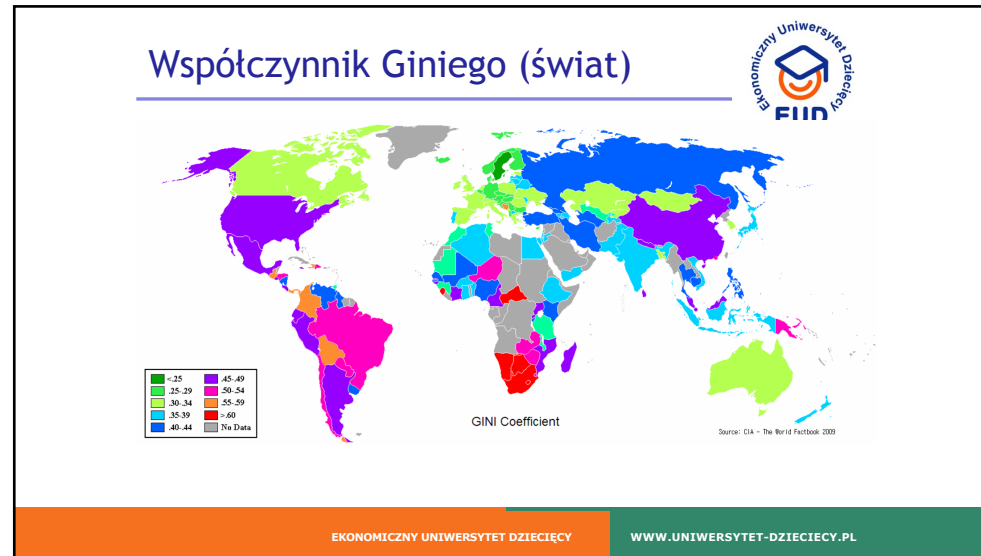 Współczynnik Giniego (świat)
Ekonomiczny Uniwersytet Dziecięcy
EUD
<.25
.25-.29
.30-.34
.35-39
.40-.44
.45-.49
.50-.54
.55-.59
>.60
No Data
GINI Coefficient
Source: CIA - The World Factbook 2009
EKONOMICZNY UNIWERSYTET DZIECIĘCY
WWW.UNIWERSYTET-DZIECIECY.PL